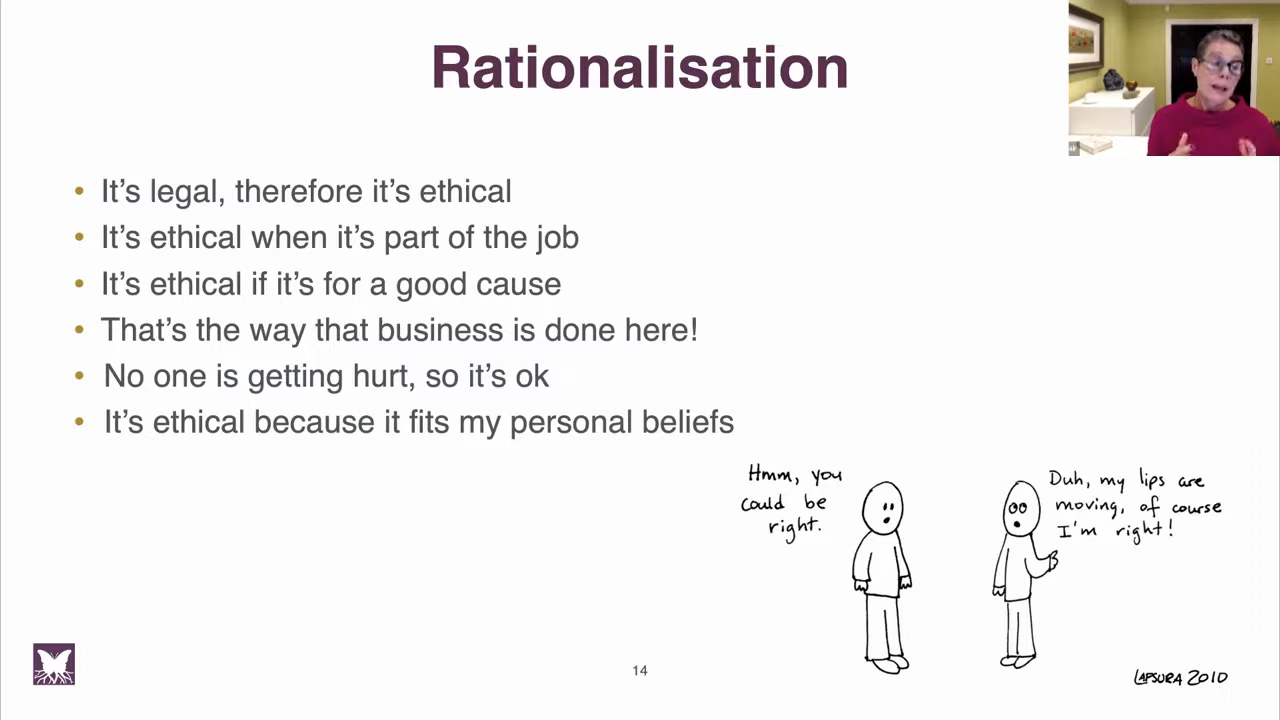 Rationalisation
• It's legal, therefore it's ethical
• It's ethical when it's part of the job
• It's ethical if it's for a good cause
• That's the way that business is done here!
• No one is getting hurt, so it's ok
• It's ethical because it fits my personal beliefs
Hmm, you
could be
right.
Duh, my lips are
moving, of course
I'm right!
14
LAPSURA 2010